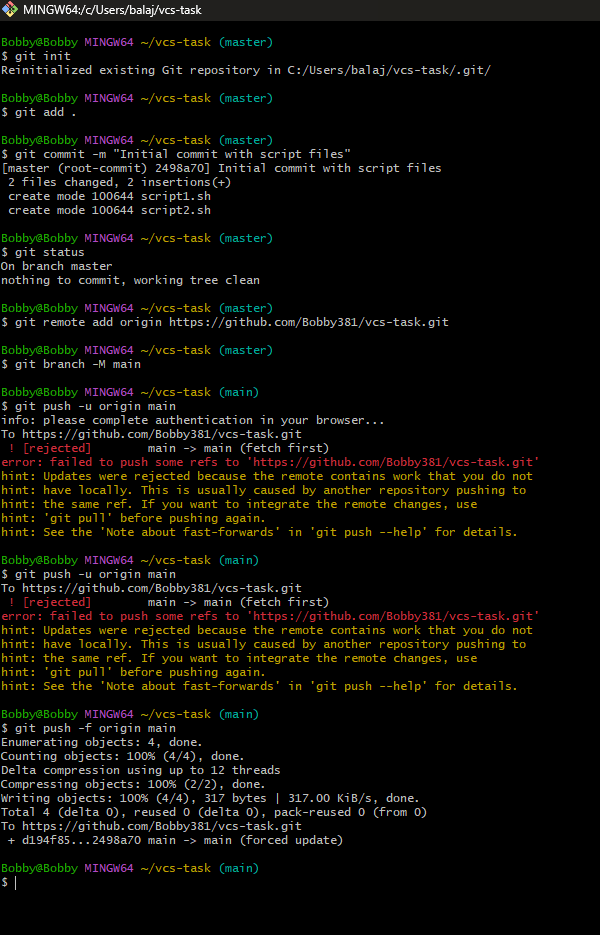 MINGW64:/c/Users/balaj/vcs-task
Bobby@Bobby MINGW64 ~/vcs-task (master)
$ git init
Reinitialized existing Git repository in C:/Users/balaj/vcs-task/.git/
Bobby@Bobby MINGW64 ~/vcs-task (master)
$ git add .
Bobby@Bobby MINGW64 ~/vcs-task (master)
$ git commit -m "Initial commit with script files"
[master (root-commit) 2498a70] Initial commit with script files
 2 files changed, 2 insertions(+)
 create mode 100644 script1.sh
 create mode 100644 script2.sh
Bobby@Bobby MINGW64 ~/vcs-task (master)
$ git status
On branch master
nothing to commit, working tree clean
Bobby@Bobby MINGW64 ~/vcs-task (master)
$ git remote add origin https://github.com/Bobby381/vcs-task.git
Bobby@Bobby MINGW64 ~/vcs-task (master)
$ git branch -M main
Bobby@Bobby MINGW64 ~/vcs-task (main)
$ git push -u origin main
info: please complete authentication in your browser...
To https://github.com/Bobby381/vcs-task.git
 ! [rejected]        main -> main (fetch first)
error: failed to push some refs to 'https://github.com/Bobby381/vcs-task.git'
hint: Updates were rejected because the remote contains work that you do not
hint: have locally. This is usually caused by another repository pushing to
hint: the same ref. If you want to integrate the remote changes, use
hint: 'git pull' before pushing again.
hint: See the 'Note about fast-forwards' in 'git push --help' for details.
Bobby@Bobby MINGW64 ~/vcs-task (main)
$ git push -u origin main
To https://github.com/Bobby381/vcs-task.git
 ! [rejected]        main -> main (fetch first)
error: failed to push some refs to 'https://github.com/Bobby381/vcs-task.git'
hint: Updates were rejected because the remote contains work that you do not
hint: have locally. This is usually caused by another repository pushing to
hint: the same ref. If you want to integrate the remote changes, use
hint: 'git pull' before pushing again.
hint: See the 'Note about fast-forwards' in 'git push --help' for details.
Bobby@Bobby MINGW64 ~/vcs-task (main)
$ git push -f origin main
Enumerating objects: 4, done.
Counting objects: 100% (4/4), done.
Delta compression using up to 12 threads
Compressing objects: 100% (2/2), done.
Writing objects: 100% (4/4), 317 bytes | 317.00 KiB/s, done.
Total 4 (delta 0), reused 0 (delta 0), pack-reused 0 (from 0)
To https://github.com/Bobby381/vcs-task.git
 + d194f85...2498a70 main -> main (forced update)
Bobby@Bobby MINGW64 ~/vcs-task (main)
$